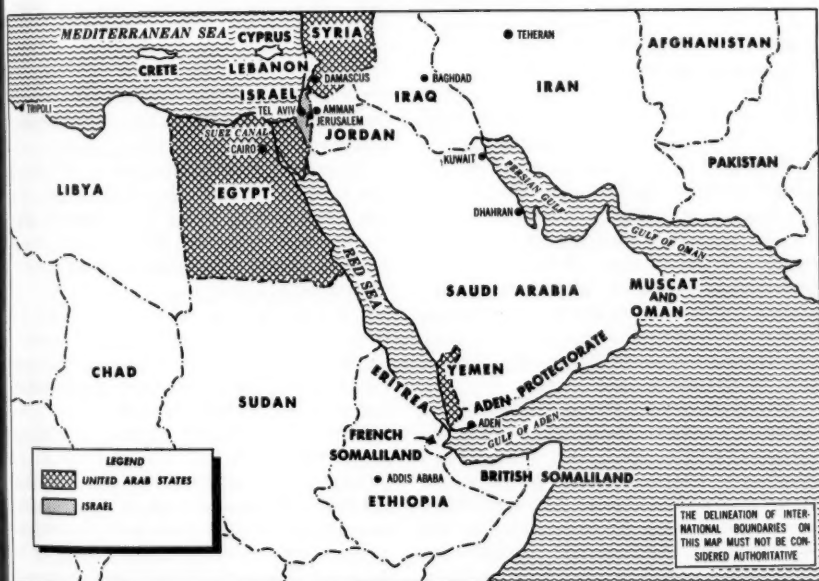 MEDITERRANEAN SEA
CYPRUS
SYRIA
TEHERAN
AFGHANISTAN
CRETE
LEBANON
DAMASCUS
BAGHDAD
IRAN
ISRAEL
IRAQ
TRIPOLI
TEL AVIV
AMMAN
JERUSALEM
JORDAN
SUEZ CANAL
CAIRO
KUWAIT
PERSIAN GULF
PAKISTAN
LIBYA
EGYPT
DHAHRAN
GULF OF OMAN
RED SEA
SAUDI ARABIA
MUSCAT
AND
OMAN
CHAD
SUDAN
YEMEN
ERITREA
ADEN PROTECTORATE
ADEN
GULF OF ADEN
FRENCH
SOMALILAND
ADDIS ABABA
BRITISH SOMALILAND
ETHIOPIA
LEGEND
UNITED ARAB STATES
ISRAEL
THE DELINEATION OF INTER-
NATIONAL BOUNDARIES ON
THIS MAP MUST NOT BE CON-
SIDERED AUTHORITATIVE